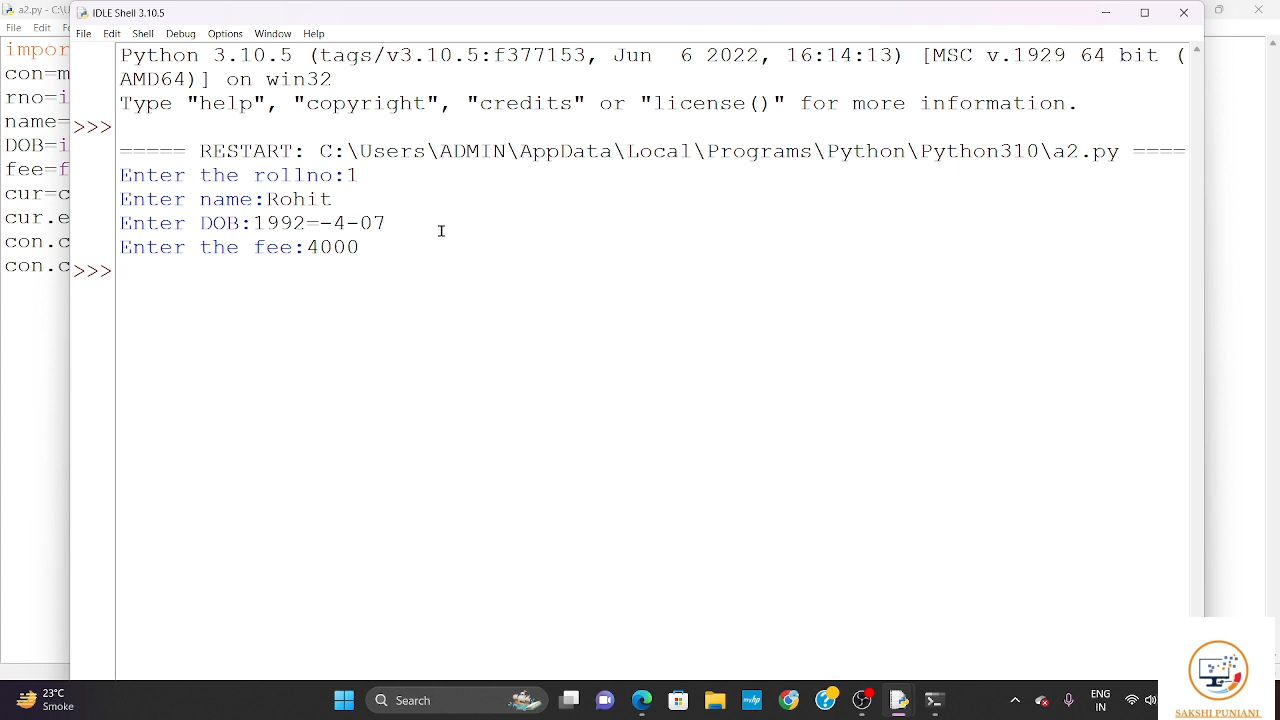 a2.py - C:\U
IDLE Shell 3.10.5
File Edit
File Edit Shell Debug Options Window Help
impor
con=m
rno=i
name=
DOB=i
fee=f
cur=c
cur.e
con.c
con.c
Python 3.10.5 (tags/v3.10.5:f377153, Jun 6 2022, 16:14:13) [MSC v.1929 64 bit (
AMD64)] on win32
Type "help", "copyright", "credits" or "license()" for more information.
>>>
===== RESTART: C:\Users\ADMIN\AppData\Local\Programs\Python\Python310\a2.py ====
Enter the rollno:1
Enter name:Rohit
Enter DOB:1992=-4-07
Enter the fee:4000
>>>
SAKSHI PUNIANI
23°C
Smoke
Search
ENG
IN